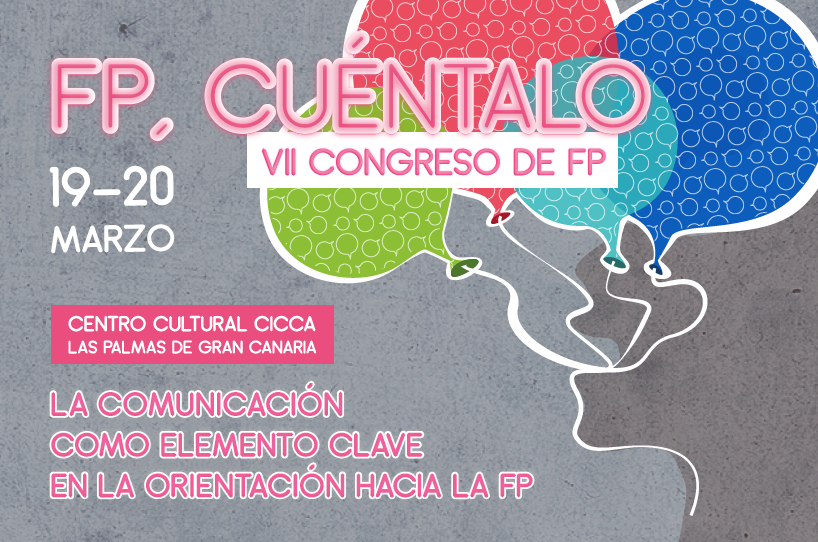 FP, CUÉNTALO
VII CONGRESO DE FP
19-20
MARZO
CENTRO CULTURAL CICCA
LAS PALMAS DE GRAN CANARIA
LA COMUNICACIÓN
COMO ELEMENTO CLAVE
EN LA ORIENTACIÓN HACIA LA FP